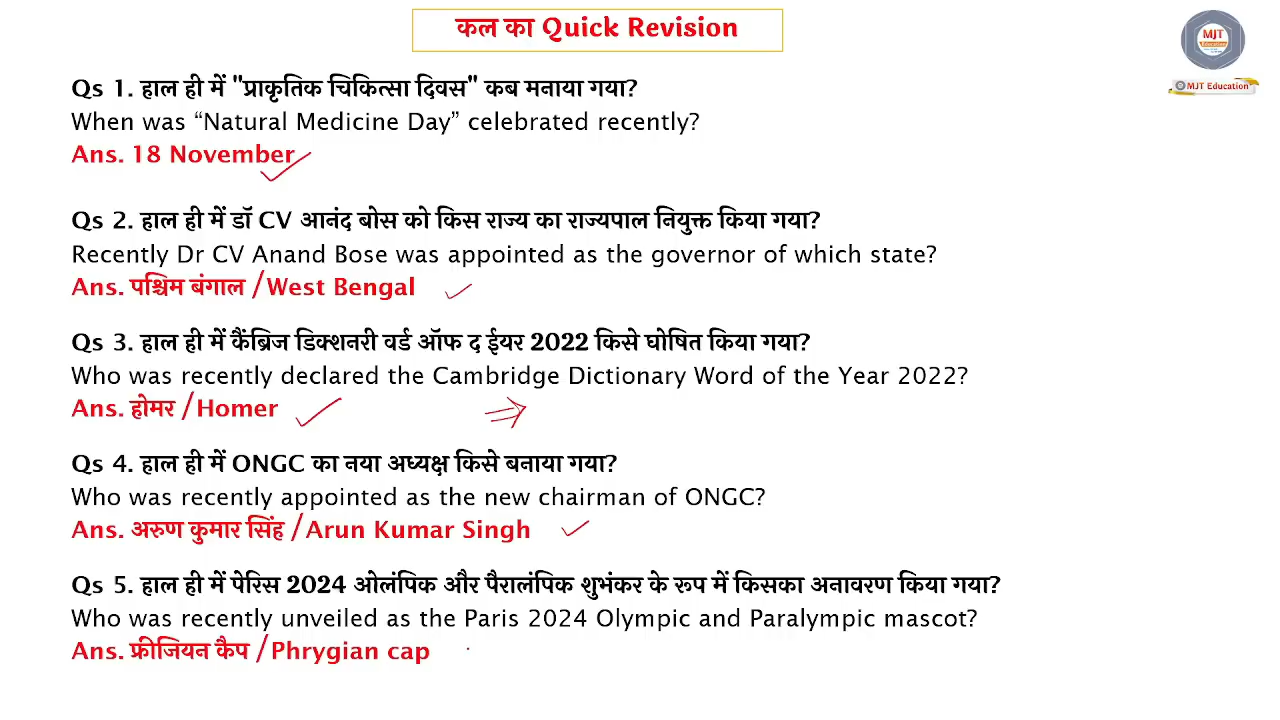 कल का Quick Revision
MJT
Education
MJT Education
Qs 1. हाल ही में "प्राकृतिक चिकित्सा दिवस" कब मनाया गया?
When was “Natural Medicine Day” celebrated recently?
Ans. 18 November
Qs 2. हाल ही में डॉ CV आनंद बोस को किस राज्य का राज्यपाल नियुक्त किया गया?
Recently Dr CV Anand Bose was appointed as the governor of which state?
Ans. पश्चिम बंगाल /West Bengal
Qs 3. हाल ही में कैंब्रिज डिक्शनरी वर्ड ऑफ द ईयर 2022 किसे घोषित किया गया?
Who was recently declared the Cambridge Dictionary Word of the Year 2022?
Ans. होमर /Homer
Qs 4. हाल ही में ONGC का नया अध्यक्ष किसे बनाया गया?
Who was recently appointed as the new chairman of ONGC?
Ans. अरुण कुमार सिंह /Arun Kumar Singh
Qs 5. हाल ही में पेरिस 2024 ओलंपिक और पैरालंपिक शुभंकर के रूप में किसका अनावरण किया गया?
Who was recently unveiled as the Paris 2024 Olympic and Paralympic mascot?
Ans. फ्रीजियन कैप /Phrygian cap